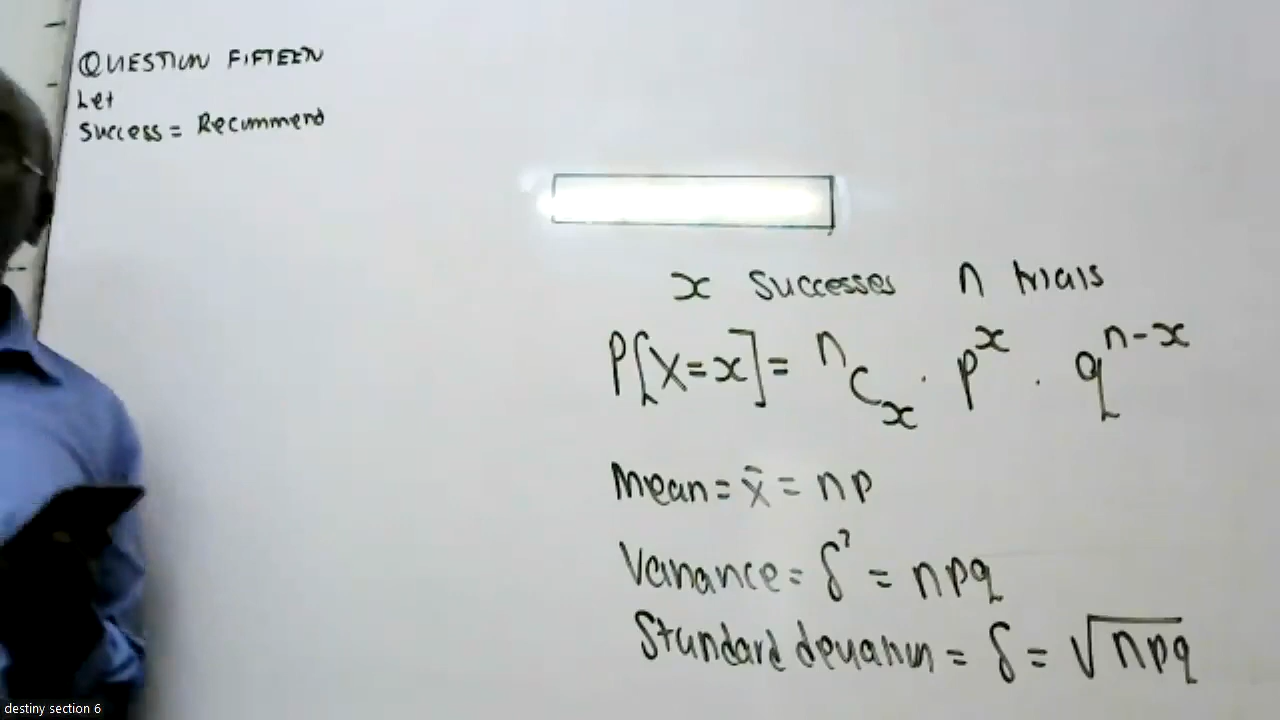 QUESTION FIFTEEN
Let
Success = Recommend
x successes n trials
P[X=x] = ⁿCₓ · p^x · q^(n-x)
Mean = x̄ = np
Variance = δ² = npq
Standard deviation = δ = √npq
destiny section 6